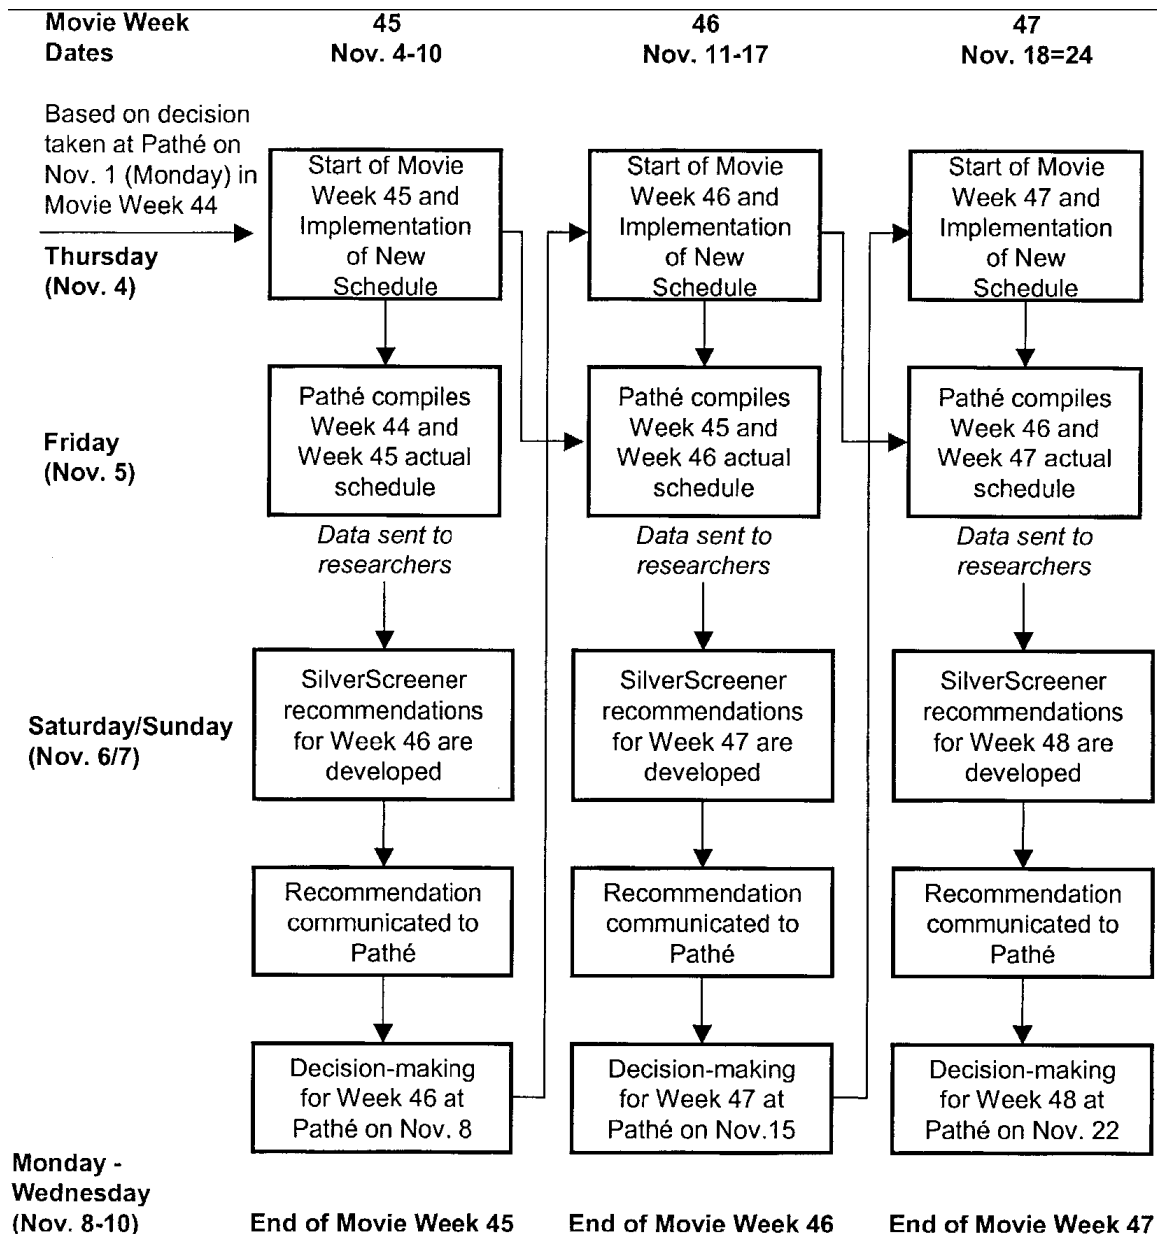 Movie Week 45 46 47
Dates Nov. 4-10 Nov. 11-17 Nov. 18=24
Based on decision
taken at Pathé on
Nov. 1 (Monday) in
Movie Week 44
Thursday
(Nov. 4)
Start of Movie
Week 45 and
Implementation
of New
Schedule
Start of Movie
Week 46 and
Implementation
of New
Schedule
Start of Movie
Week 47 and
Implementation
of New
Schedule
Friday
(Nov. 5)
Pathé compiles
Week 44 and
Week 45 actual
schedule
Pathé compiles
Week 45 and
Week 46 actual
schedule
Pathé compiles
Week 46 and
Week 47 actual
schedule
Data sent to
researchers
Data sent to
researchers
Data sent to
researchers
Saturday/Sunday
(Nov. 6/7)
SilverScreener
recommendations
for Week 46 are
developed
SilverScreener
recommendations
for Week 47 are
developed
SilverScreener
recommendations
for Week 48 are
developed
Recommendation
communicated to
Pathé
Recommendation
communicated to
Pathé
Recommendation
communicated to
Pathé
Decision-making
for Week 46 at
Pathé on Nov. 8
Decision-making
for Week 47 at
Pathé on Nov.15
Decision-making
for Week 48 at
Pathé on Nov. 22
Monday -
Wednesday
(Nov. 8-10)
End of Movie Week 45
End of Movie Week 46
End of Movie Week 47